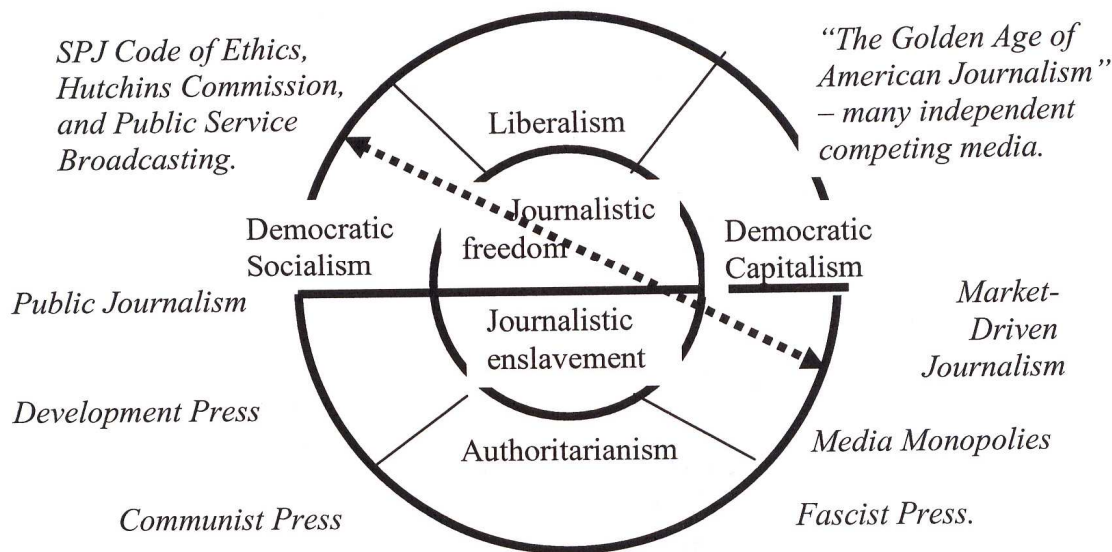 SPJ Code of Ethics,
Hutchins Commission,
and Public Service
Broadcasting.
“The Golden Age of
American Journalism”
– many independent
competing media.
Liberalism
Journalistic
freedom
Democratic
Socialism
Democratic
Capitalism
Public Journalism
Market-
Driven
Journalism
Journalistic
enslavement
Development Press
Authoritarianism
Media Monopolies
Communist Press
Fascist Press.